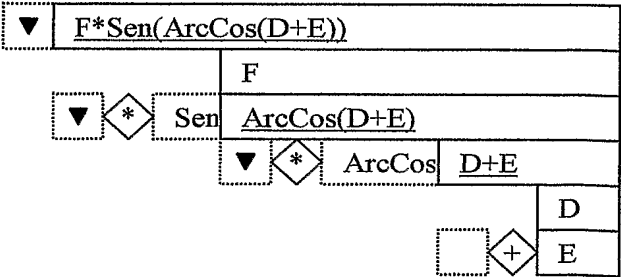 ▼ F*Sen(ArcCos(D+E))
F
▼ * Sen ArcCos(D+E)
▼ * ArcCos D+E
D
+ E